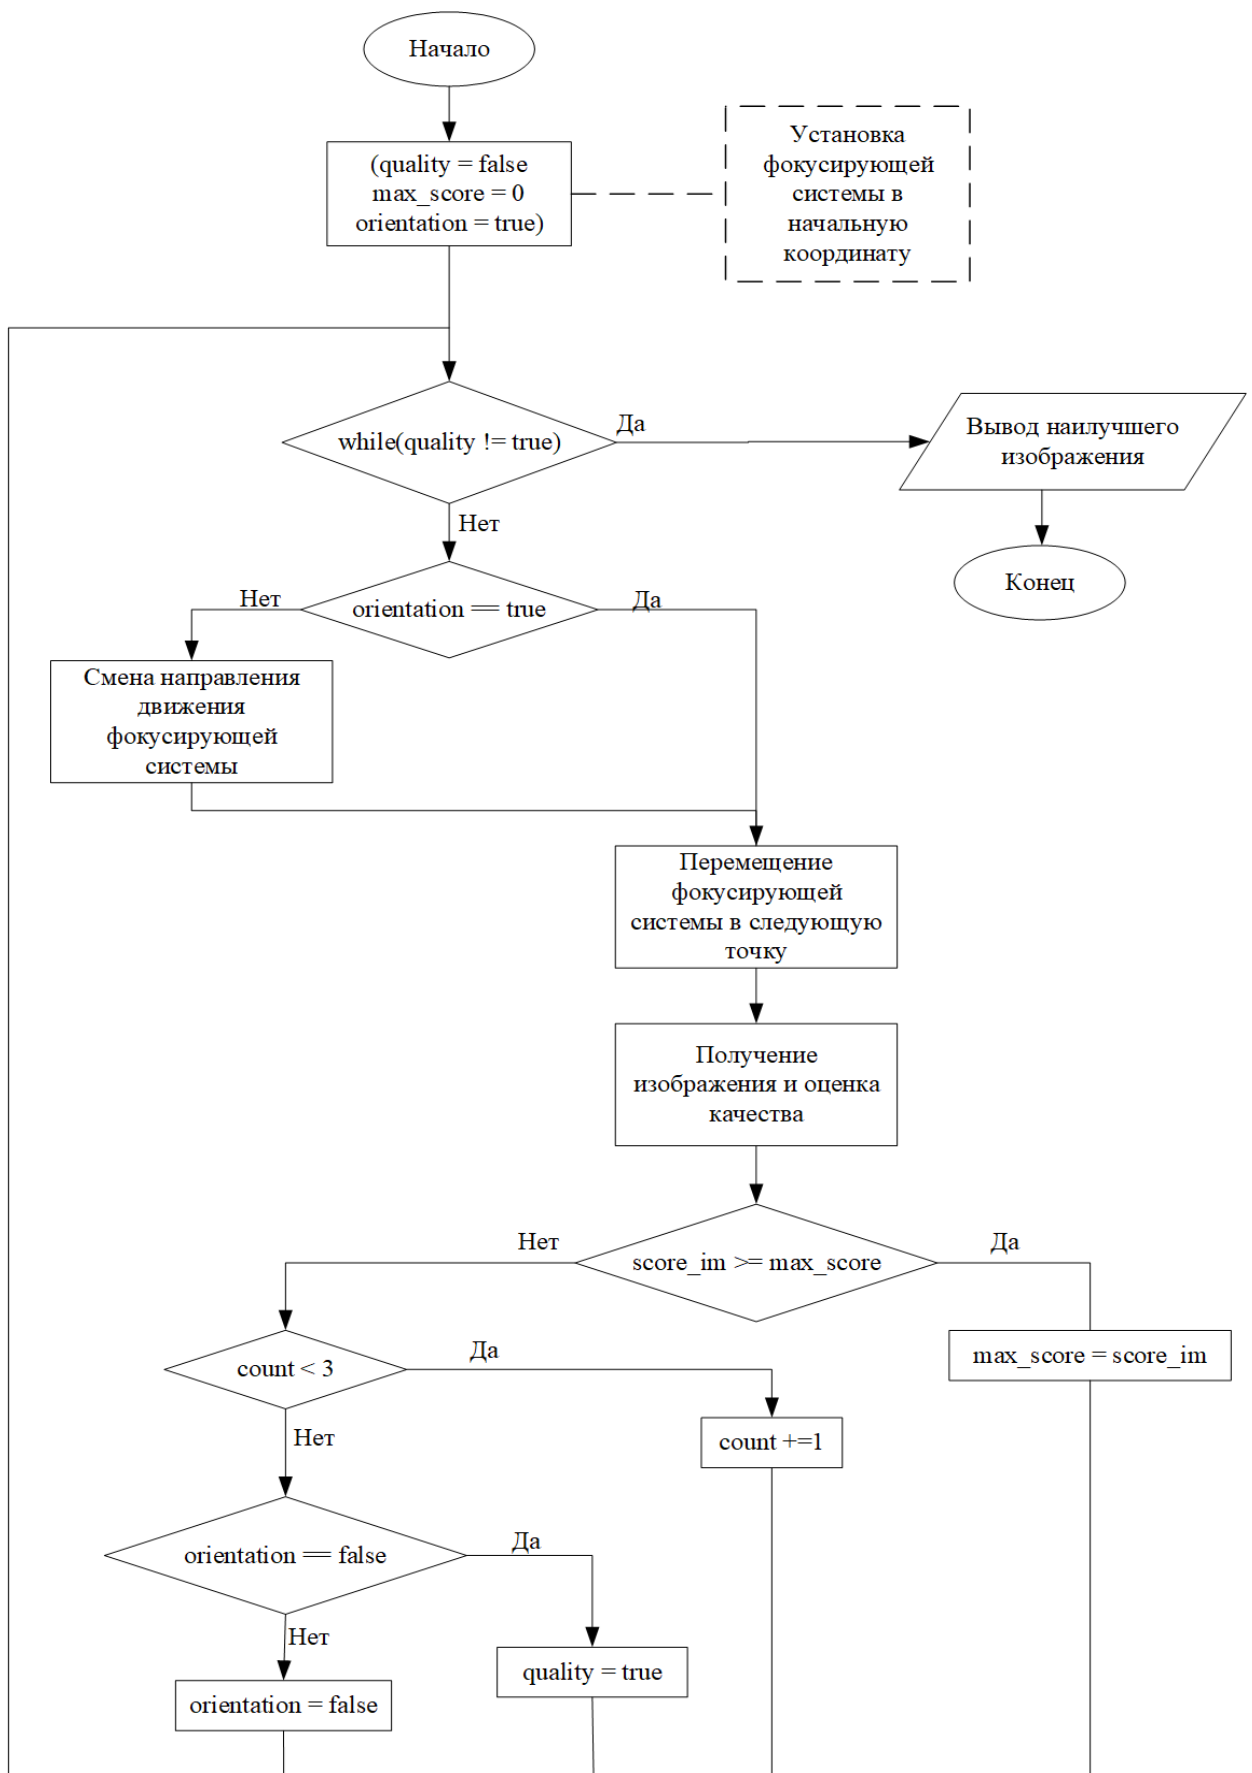 Начало
(quality = false
max_score = 0
orientation = true)
Установка
фокусирующей
системы в
начальную
координату
while(quality != true)
Да
Вывод наилучшего
изображения
Нет
Конец
orientation == true
Нет
Да
Смена направления
движения
фокусирующей
системы
Перемещение
фокусирующей
системы в следующую
точку
Получение
изображения и оценка
качества
score_im >= max_score
Нет
Да
count < 3
Да
max_score = score_im
count +=1
Нет
orientation == false
Да
Нет
quality = true
orientation = false